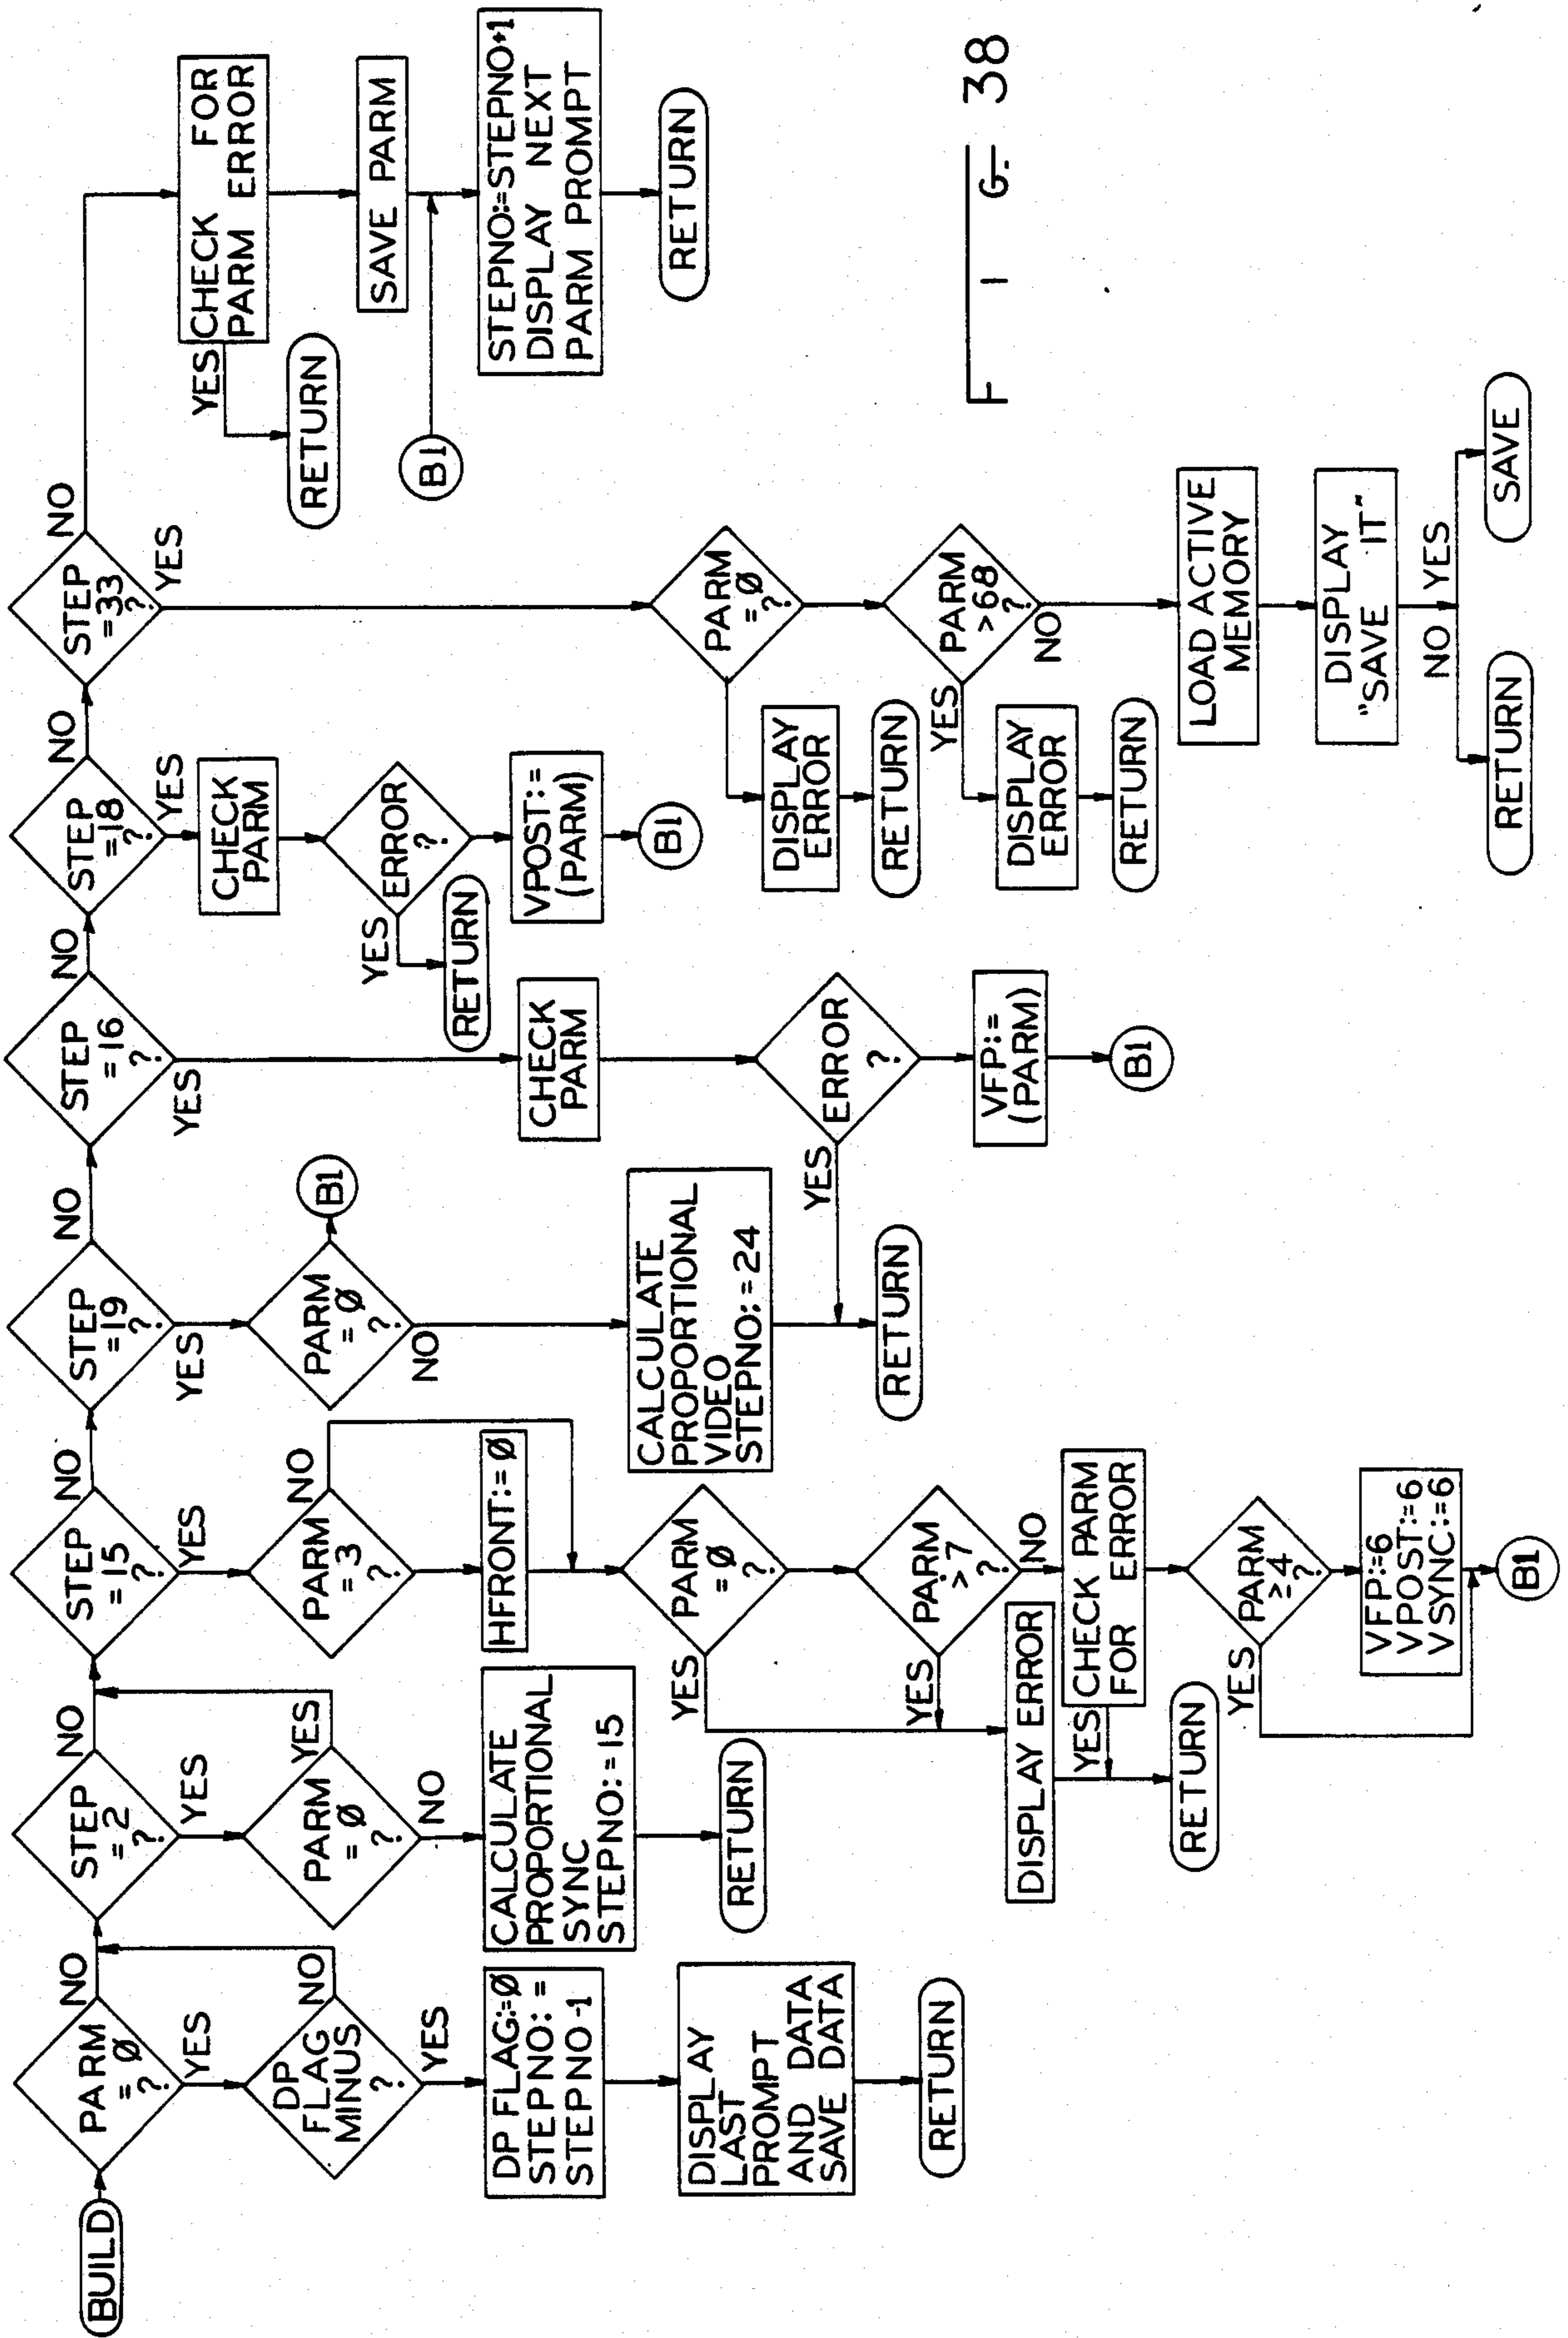 BUILD
PARM
=Ø
?
NO
YES
DP
FLAG
MINUS
?
NO
YES
DP FLAG:=Ø
STEPNO:=
STEPNO-1
DISPLAY
LAST
PROMPT
AND DATA
SAVE DATA
RETURN
STEP
=2
?
NO
YES
PARM
=Ø
?
YES
NO
CALCULATE
PROPORTIONAL
SYNC
STEPNO:=15
RETURN
STEP
=15
?
NO
YES
PARM
=3
?
NO
HFRONT:=Ø
PARM
=Ø
?
YES
PARM
>7
?
YES
NO
DISPLAY ERROR
CHECK PARM
FOR ERROR
YES
RETURN
PARM
≥4
?
YES
VFP:=6
VPOST:=6
VSYNC:=6
B1
STEP
=19
?
NO
YES
PARM
=Ø
?
B1
NO
CALCULATE
PROPORTIONAL
VIDEO
STEPNO:=24
RETURN
STEP
=16
?
NO
YES
CHECK
PARM
ERROR
?
YES
VFP:=
(PARM)
B1
STEP
=18
?
NO
YES
CHECK
PARM
ERROR
?
YES
RETURN
VPOST:=
(PARM)
B1
STEP
=33
?
NO
YES
PARM
=Ø
?
DISPLAY
ERROR
RETURN
PARM
>68
?
YES
NO
DISPLAY
ERROR
RETURN
LOAD ACTIVE
MEMORY
DISPLAY
"SAVE IT"
NO YES
RETURN
SAVE
CHECK FOR
PARM ERROR
YES
RETURN
SAVE PARM
B1
STEPNO:=STEPNO+1
DISPLAY NEXT
PARM PROMPT
RETURN
FIG. 38